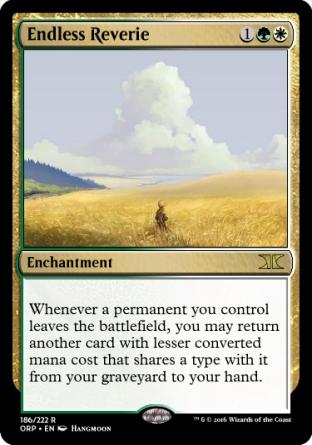 Endless Reverie 1
Enchantment
Whenever a permanent you control
leaves the battlefield, you may return
another card with lesser converted
mana cost that shares a type with it
from your graveyard to your hand.
186/222 R
ORP • EN HANGMOON
™ & © 2016 Wizards of the Coast